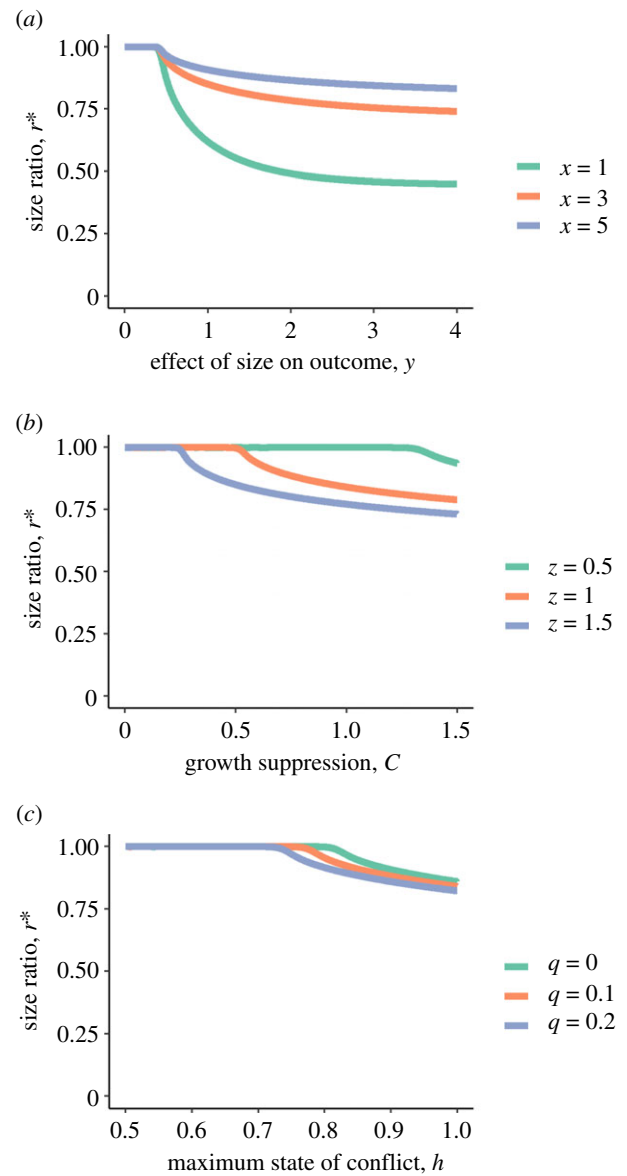 (a)
1.00
0.75
0.50
0.25
0
size ratio, r*
0 1 2 3 4
effect of size on outcome, y
x = 1
x = 3
x = 5
(b)
1.00
0.75
0.50
0.25
0
size ratio, r*
0 0.5 1.0 1.5
growth suppression, C
z = 0.5
z = 1
z = 1.5
(c)
1.00
0.75
0.50
0.25
0
size ratio, r*
0.5 0.6 0.7 0.8 0.9 1.0
maximum state of conflict, h
q = 0
q = 0.1
q = 0.2